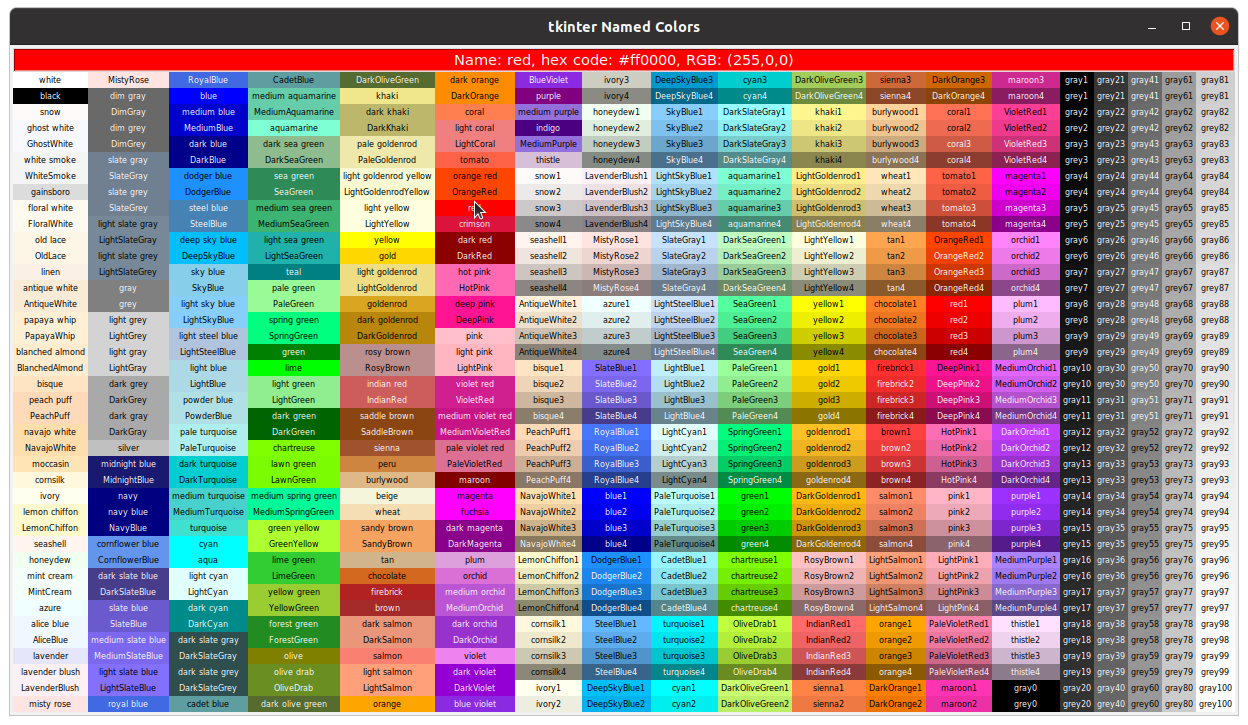 tkinter Named Colors
Name: red, hex code: #ff0000, RGB: (255,0,0)
white MistyRose RoyalBlue CadetBlue DarkOliveGreen dark orange BlueViolet ivory3 DeepSkyBlue3 cyan3 DarkOliveGreen3 sienna3 DarkOrange3 maroon3 gray1 gray21 gray41 gray61 gray81
black dim gray blue medium aquamarine khaki DarkOrange purple ivory4 DeepSkyBlue4 cyan4 DarkOliveGreen4 sienna4 DarkOrange4 maroon4 grey1 grey21 grey41 grey61 grey81
snow DimGray medium blue MediumAquamarine dark khaki coral medium purple honeydew1 SkyBlue1 DarkSlateGray1 khaki1 burlywood1 coral1 VioletRed1 gray2 gray22 gray42 gray62 gray82
ghost white dim grey MediumBlue aquamarine DarkKhaki light coral indigo honeydew2 SkyBlue2 DarkSlateGray2 khaki2 burlywood2 coral2 VioletRed2 grey2 grey22 grey42 grey62 grey82
GhostWhite DimGrey dark blue dark sea green pale goldenrod LightCoral MediumPurple honeydew3 SkyBlue3 DarkSlateGray3 khaki3 burlywood3 coral3 VioletRed3 gray3 gray23 gray43 gray63 gray83
white smoke slate gray DarkBlue DarkSeaGreen PaleGoldenrod tomato thistle honeydew4 SkyBlue4 DarkSlateGray4 khaki4 burlywood4 coral4 VioletRed4 grey3 grey23 grey43 grey63 grey83
WhiteSmoke SlateGray dodger blue sea green light goldenrod yellow orange red snow1 LavenderBlush1 LightSkyBlue1 aquamarine1 LightGoldenrod1 wheat1 tomato1 magenta1 gray4 gray24 gray44 gray64 gray84
gainsboro slate grey DodgerBlue SeaGreen LightGoldenrodYellow OrangeRed snow2 LavenderBlush2 LightSkyBlue2 aquamarine2 LightGoldenrod2 wheat2 tomato2 magenta2 grey4 grey24 grey44 grey64 grey84
floral white SlateGrey steel blue medium sea green light yellow snow3 LavenderBlush3 LightSkyBlue3 aquamarine3 LightGoldenrod3 wheat3 tomato3 magenta3 gray5 gray25 gray45 gray65 gray85
FloralWhite light slate gray SteelBlue MediumSeaGreen LightYellow crimson snow4 LavenderBlush4 LightSkyBlue4 aquamarine4 LightGoldenrod4 wheat4 tomato4 magenta4 grey5 grey25 grey45 grey65 grey85
old lace LightSlateGray deep sky blue light sea green yellow dark red seashell1 MistyRose1 SlateGray1 DarkSeaGreen1 LightYellow1 tan1 OrangeRed1 orchid1 gray6 gray26 gray46 gray66 gray86
OldLace light slate grey DeepSkyBlue LightSeaGreen gold DarkRed seashell2 MistyRose2 SlateGray2 DarkSeaGreen2 LightYellow2 tan2 OrangeRed2 orchid2 grey6 grey26 grey46 grey66 grey86
linen LightSlateGrey sky blue teal light goldenrod hot pink seashell3 MistyRose3 SlateGray3 DarkSeaGreen3 LightYellow3 tan3 OrangeRed3 orchid3 gray7 gray27 gray47 gray67 gray87
antique white gray SkyBlue pale green LightGoldenrod HotPink seashell4 MistyRose4 SlateGray4 DarkSeaGreen4 LightYellow4 tan4 OrangeRed4 orchid4 grey7 grey27 grey47 grey67 grey87
AntiqueWhite grey light sky blue PaleGreen goldenrod deep pink AntiqueWhite1 azure1 LightSteelBlue1 SeaGreen1 yellow1 chocolate1 red1 plum1 gray8 gray28 gray48 gray68 gray88
papaya whip light grey LightSkyBlue spring green dark goldenrod DeepPink AntiqueWhite2 azure2 LightSteelBlue2 SeaGreen2 yellow2 chocolate2 red2 plum2 grey8 grey28 grey48 grey68 grey88
PapayaWhip LightGrey light steel blue SpringGreen DarkGoldenrod pink AntiqueWhite3 azure3 LightSteelBlue3 SeaGreen3 yellow3 chocolate3 red3 plum3 gray9 gray29 gray49 gray69 gray89
blanched almond light gray LightSteelBlue green rosy brown light pink AntiqueWhite4 azure4 LightSteelBlue4 SeaGreen4 yellow4 chocolate4 red4 plum4 grey9 grey29 grey49 grey69 grey89
BlanchedAlmond LightGray light blue lime RosyBrown LightPink bisque1 SlateBlue1 LightBlue1 PaleGreen1 gold1 firebrick1 DeepPink1 MediumOrchid1 gray10 gray30 gray50 gray70 gray90
bisque dark grey LightBlue light green indian red violet red bisque2 SlateBlue2 LightBlue2 PaleGreen2 gold2 firebrick2 DeepPink2 MediumOrchid2 grey10 grey30 grey50 grey70 grey90
peach puff DarkGrey powder blue LightGreen IndianRed VioletRed bisque3 SlateBlue3 LightBlue3 PaleGreen3 gold3 firebrick3 DeepPink3 MediumOrchid3 gray11 gray31 gray51 gray71 gray91
PeachPuff dark gray PowderBlue dark green saddle brown medium violet red bisque4 SlateBlue4 LightBlue4 PaleGreen4 gold4 firebrick4 DeepPink4 MediumOrchid4 grey11 grey31 grey51 grey71 grey91
navajo white DarkGray pale turquoise DarkGreen SaddleBrown MediumVioletRed PeachPuff1 RoyalBlue1 LightCyan1 SpringGreen1 goldenrod1 brown1 HotPink1 DarkOrchid1 gray12 gray32 gray52 gray72 gray92
NavajoWhite silver PaleTurquoise chartreuse sienna pale violet red PeachPuff2 RoyalBlue2 LightCyan2 SpringGreen2 goldenrod2 brown2 HotPink2 DarkOrchid2 grey12 grey32 grey52 grey72 grey92
moccasin midnight blue dark turquoise lawn green peru PaleVioletRed PeachPuff3 RoyalBlue3 LightCyan3 SpringGreen3 goldenrod3 brown3 HotPink3 DarkOrchid3 gray13 gray33 gray53 gray73 gray93
cornsilk MidnightBlue DarkTurquoise LawnGreen burlywood maroon PeachPuff4 RoyalBlue4 LightCyan4 SpringGreen4 goldenrod4 brown4 HotPink4 DarkOrchid4 grey13 grey33 grey53 grey73 grey93
ivory navy medium turquoise medium spring green beige magenta NavajoWhite1 blue1 PaleTurquoise1 green1 DarkGoldenrod1 salmon1 pink1 purple1 gray14 gray34 gray54 gray74 gray94
lemon chiffon navy blue MediumTurquoise MediumSpringGreen wheat fuchsia NavajoWhite2 blue2 PaleTurquoise2 green2 DarkGoldenrod2 salmon2 pink2 purple2 grey14 grey34 grey54 grey74 grey94
LemonChiffon NavyBlue turquoise green yellow sandy brown dark magenta NavajoWhite3 blue3 PaleTurquoise3 green3 DarkGoldenrod3 salmon3 pink3 purple3 gray15 gray35 gray55 gray75 gray95
seashell cornflower blue cyan GreenYellow SandyBrown DarkMagenta NavajoWhite4 blue4 PaleTurquoise4 green4 DarkGoldenrod4 salmon4 pink4 purple4 grey15 grey35 grey55 grey75 grey95
honeydew CornflowerBlue aqua lime green tan plum LemonChiffon1 DodgerBlue1 CadetBlue1 chartreuse1 RosyBrown1 LightSalmon1 LightPink1 MediumPurple1 gray16 gray36 gray56 gray76 gray96
mint cream dark slate blue light cyan LimeGreen chocolate orchid LemonChiffon2 DodgerBlue2 CadetBlue2 chartreuse2 RosyBrown2 LightSalmon2 LightPink2 MediumPurple2 grey16 grey36 grey56 grey76 grey96
MintCream DarkSlateBlue LightCyan yellow green firebrick medium orchid LemonChiffon3 DodgerBlue3 CadetBlue3 chartreuse3 RosyBrown3 LightSalmon3 LightPink3 MediumPurple3 gray17 gray37 gray57 gray77 gray97
azure slate blue dark cyan YellowGreen brown MediumOrchid LemonChiffon4 DodgerBlue4 CadetBlue4 chartreuse4 RosyBrown4 LightSalmon4 LightPink4 MediumPurple4 grey17 grey37 grey57 grey77 grey97
alice blue SlateBlue DarkCyan forest green dark salmon dark orchid cornsilk1 SteelBlue1 turquoise1 OliveDrab1 IndianRed1 orange1 PaleVioletRed1 thistle1 gray18 gray38 gray58 gray78 gray98
AliceBlue medium slate blue dark slate gray ForestGreen DarkSalmon DarkOrchid cornsilk2 SteelBlue2 turquoise2 OliveDrab2 IndianRed2 orange2 PaleVioletRed2 thistle2 grey18 grey38 grey58 grey78 grey98
lavender MediumSlateBlue DarkSlateGray olive salmon violet cornsilk3 SteelBlue3 turquoise3 OliveDrab3 IndianRed3 orange3 PaleVioletRed3 thistle3 gray19 gray39 gray59 gray79 gray99
lavender blush light slate blue dark slate grey olive drab light salmon dark violet cornsilk4 SteelBlue4 turquoise4 OliveDrab4 IndianRed4 orange4 PaleVioletRed4 thistle4 grey19 grey39 grey59 grey79 grey99
LavenderBlush LightSlateBlue DarkSlateGrey OliveDrab LightSalmon DarkViolet ivory1 DeepSkyBlue1 cyan1 DarkOliveGreen1 sienna1 DarkOrange1 maroon1 gray0 gray20 gray40 gray60 gray80 gray100
misty rose royal blue cadet blue dark olive green orange blue violet ivory2 DeepSkyBlue2 cyan2 DarkOliveGreen2 sienna2 DarkOrange2 maroon2 grey0 grey20 grey40 grey60 grey80 grey100